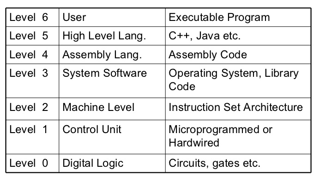 Level 6 User Executable Program
Level 5 High Level Lang. C++, Java etc.
Level 4 Assembly Lang. Assembly Code
Level 3 System Software Operating System, Library
Code
Level 2 Machine Level Instruction Set Architecture
Level 1 Control Unit Microprogrammed or
Hardwired
Level 0 Digital Logic Circuits, gates etc.